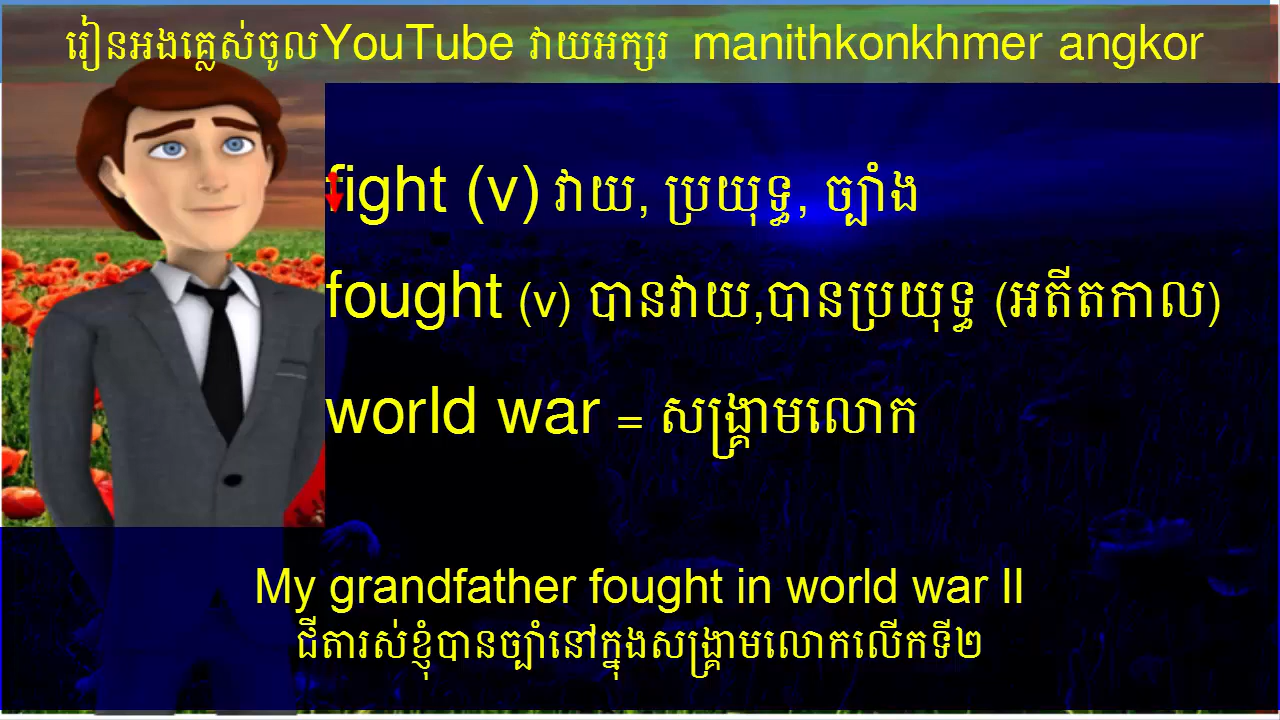 រៀនអងគ្លេស់ចូលYouTube វាយអក្សរ manithkonkhmer angkor
fight (v) វាយ, ប្រយុទ្ធ, ច្បាំង
fought (v) បានវាយ,បានប្រយុទ្ធ (អតីតកាល)
world war = សង្គ្រាមលោក
My grandfather fought in world war II
ជីតារស់ខ្ញុំបានច្បាំនៅក្នុងសង្គ្រាមលោកលើកទី២